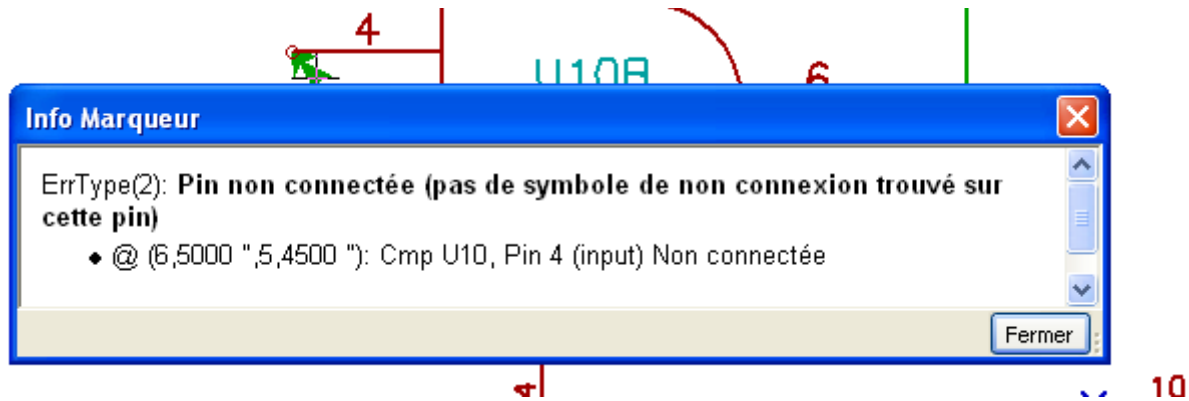 4
U10B
6
Info Marqueur
ErrType(2): Pin non connectée (pas de symbole de non connexion trouvé sur
cette pin)
@ (6,5000 ",5,4500 "): Cmp U10, Pin 4 (input) Non connectée
Fermer
4
10